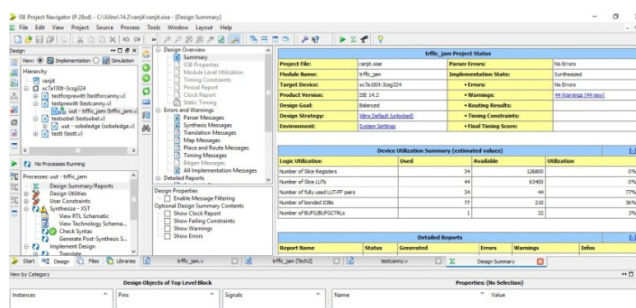 ISE Project Navigator (P.28xd) - C:\Xilinx\14.2\ranjit\ranjit.xise - [Design Summary]
File Edit View Project Source Process Tools Window Layout Help
Design
View: Implementation Simulation
Hierarchy
ranjit
xc7a100t-3csg324
testforprewitt (testforcanny.v)
testprewitt (testcanny.v)
uut - trffic_jam (trffic_jam.v)
testsobel (testsobel.v)
uut - sobeledge (sobeledge.v)
testt (testt.v)
No Processes Running
Processes: uut - trffic_jam
Design Summary/Reports
Design Utilities
User Constraints
Synthesize - XST
View RTL Schematic
View Technology Schema...
Check Syntax
Generate Post-Synthesis S...
Implement Design
Translate
Start Design Files Libraries
Design Overview
Summary
IOB Properties
Module Level Utilization
Timing Constraints
Pinout Report
Clock Report
Static Timing
Errors and Warnings
Parser Messages
Synthesis Messages
Translation Messages
Map Messages
Place and Route Messages
Timing Messages
Bitgen Messages
All Implementation Messages
Detailed Reports
Design Properties
Enable Message Filtering
Optional Design Summary Contents
Show Clock Report
Show Failing Constraints
Show Warnings
Show Errors
trffic_jam Project Status
Project File: ranjit.xise Parser Errors: No Errors
Module Name: trffic_jam Implementation State: Synthesized
Target Device: xc7a100t-3csg324 • Errors: No Errors
Product Version: ISE 14.2 • Warnings: 44 Warnings (44 new)
Design Goal: Balanced • Routing Results:
Design Strategy: Xilinx Default (unlocked) • Timing Constraints:
Environment: System Settings • Final Timing Score:
Device Utilization Summary (estimated values) [-]
Logic Utilization Used Available Utilization
Number of Slice Registers 34 126800 0%
Number of Slice LUTs 44 63400 0%
Number of fully used LUT-FF pairs 34 44 77%
Number of bonded IOBs 77 210 36%
Number of BUFG/BUFGCTRLs 1 32 3%
Detailed Reports [-]
Report Name Status Generated Errors Warnings Infos
trffic_jam.v trffic_jam (Tech2) testcanny.v Design Summary
View by Category
Design Objects of Top Level Block Properties: (No Selection)
Instances Pins Signals Name Value